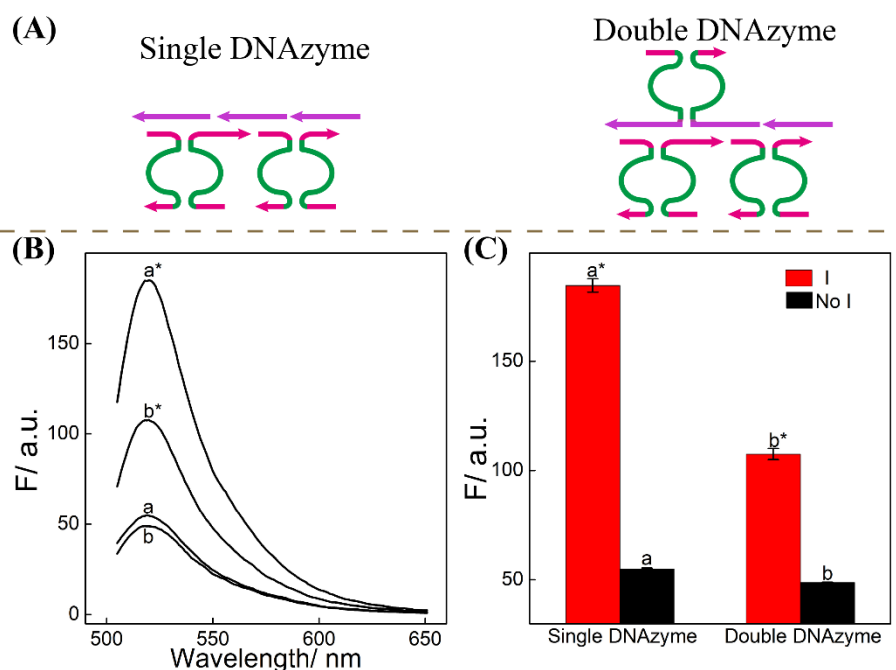 (A)
Single DNAzyme
Double DNAzyme
(B)
a*
b*
a
b
F/ a.u.
150
100
50
0
500
550
600
650
Wavelength/ nm
(C)
a*
I
No I
b*
a
b
F/ a.u.
150
100
50
Single DNAzyme
Double DNAzyme